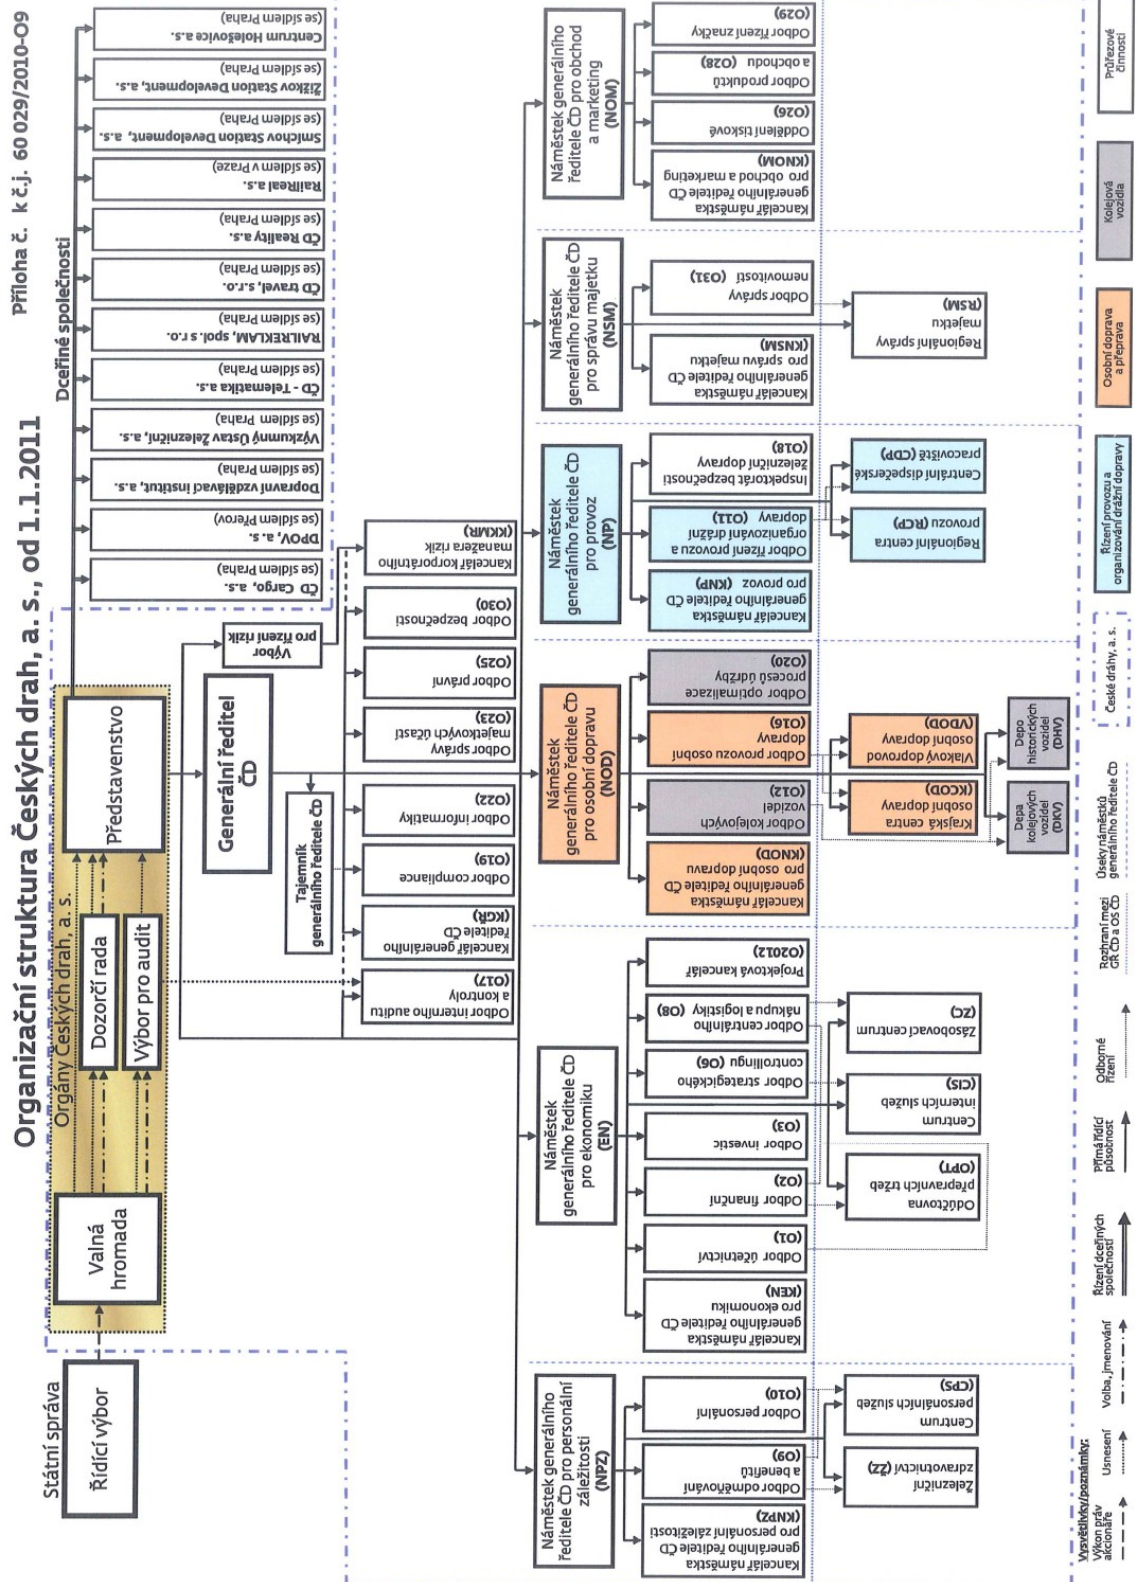 Organizační struktura Českých drah, a. s., od 1.1.2011
Příloha č. k č.j. 60 029/2010-O9
Státní správa
Řídící výbor
Orgány Českých drah, a. s.
Valná
hromada
Dozorčí rada
Výbor pro audit
Představenstvo
Dceřiné společnosti
ČD Cargo, a.s.
(se sídlem Praha)
DPOV, a. s.
(se sídlem Přerov)
Dopravní vzdělávací institut, a.s.
(se sídlem Praha)
Výzkumný Ústav Železniční, a.s.
(se sídlem Praha)
ČD - Telematika a.s.
(se sídlem Praha)
RAILREKLAM, spol. s r.o.
(se sídlem Praha)
ČD travel, s.r.o.
(se sídlem Praha)
ČD Reality a.s.
(se sídlem Praha)
RailReal a.s.
(se sídlem v Praze)
Smíchov Station Development, a.s.
(se sídlem Praha)
Žižkov Station Development, a.s.
(se sídlem Praha)
Centrum Holešovice a.s.
(se sídlem Praha)
Generální ředitel
ČD
Výbor
pro řízení rizik
Tajemník
generálního ředitele ČD
Odbor interního auditu
a kontroly
(O17)
Kancelář generálního
ředitele ČD
(KGŘ)
Odbor compliance
(O19)
Odbor informatiky
(O22)
Odbor správy
majetkových účastí
(O23)
Odbor právní
(O25)
Odbor bezpečnosti
(O30)
Kancelář korporátního
manažera rizik
(KKMR)
Náměstek generálního
ředitele ČD pro personální
záležitosti
(NPZ)
Kancelář náměstka
generálního ředitele ČD
pro personální záležitosti
(KNPZ)
Odbor odměňování
a benefitů
(O9)
Odbor personální
(O10)
Železniční
zdravotnictví (ŽZ)
Centrum
personálních služeb
(CPS)
Náměstek
generálního ředitele ČD
pro ekonomiku
(EN)
Kancelář náměstka
generálního ředitele ČD
pro ekonomiku
(KEN)
Odbor účetnictví
(O1)
Odbor finanční
(O2)
Odbor investic
(O3)
Odbor strategického
controllingu (O6)
Odbor centrálního
nákupu a logistiky (O8)
Projektová kancelář
(O2012)
Odúčtovna
přepravních tržeb
(OPT)
Centrum
interních služeb
(CIS)
Zásobovací centrum
(ZC)
Náměstek
generálního ředitele ČD
pro osobní dopravu
(NOD)
Kancelář náměstka
generálního ředitele ČD
pro osobní dopravu
(KNOD)
Odbor kolejových
vozidel
(O12)
Odbor provozu osobní
dopravy
(O16)
Odbor optimalizace
procesů údržby
(O20)
Krajská centra
osobní dopravy
(KCOD)
Vlakový doprovod
osobní dopravy
(VDOD)
Depa
kolejových
vozidel
(DKV)
Depo
historických
vozidel
(DHV)
Náměstek
generálního ředitele ČD
pro provoz
(NP)
Kancelář náměstka
generálního ředitele ČD
pro provoz (KNP)
Odbor řízení provozu a
organizování drážní
dopravy (O11)
Inspektorát bezpečnosti
železniční dopravy
(O18)
Regionální centra
provozu (RCP)
Centrální dispečerské
pracoviště (CDP)
Náměstek
generálního ředitele ČD
pro správu majetku
(NSM)
Kancelář náměstka
generálního ředitele ČD
pro správu majetku
(KNSM)
Odbor správy
nemovitostí (O31)
Regionální správy
majetku
(RSM)
Náměstek generálního
ředitele ČD pro obchod
a marketing
(NOM)
Kancelář náměstka
generálního ředitele ČD
pro obchod a marketing
(KNOM)
Oddělení tiskové
(O26)
Odbor produktů
a obchodu (O28)
Odbor řízení značky
(O29)
Vysvětlivky/poznámky:
Výkon práv
akcionáře
Usnesení
Volba, jmenování
Řízení dceřiných
společností
Přímá řídící
působnost
Odborné
řízení
Rozhraní mezi
GŘ ČD a OS ČD
Úseky náměstků
generálního ředitele ČD
České dráhy, a. s.
Řízení provozu a
organizování drážní dopravy
Osobní doprava
a přeprava
Kolejová
vozidla
Průřezové
činnosti